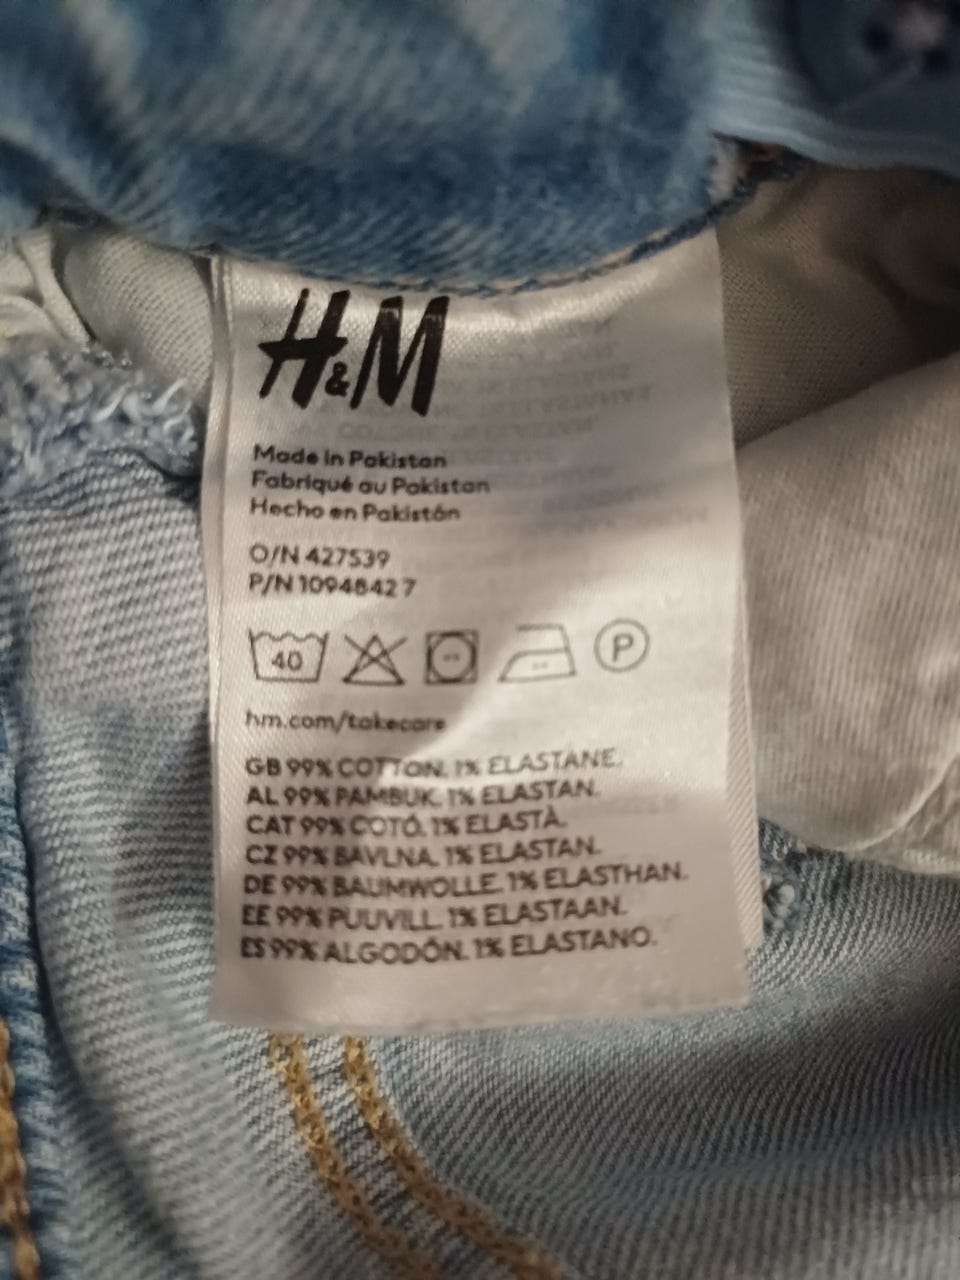 H&M
Made in Pakistan
Fabriqué au Pakistan
Hecho en Pakistán
O/N 427539
P/N 1094842 7
40
P
hm.com/takecare
GB 99% COTTON. 1% ELASTANE.
AL 99% PAMBUK. 1% ELASTAN.
CAT 99% COTÓ. 1% ELASTÀ.
CZ 99% BAVLNA. 1% ELASTAN.
DE 99% BAUMWOLLE. 1% ELASTHAN.
EE 99% PUUVILL. 1% ELASTAAN.
ES 99% ALGODÓN. 1% ELASTANO.